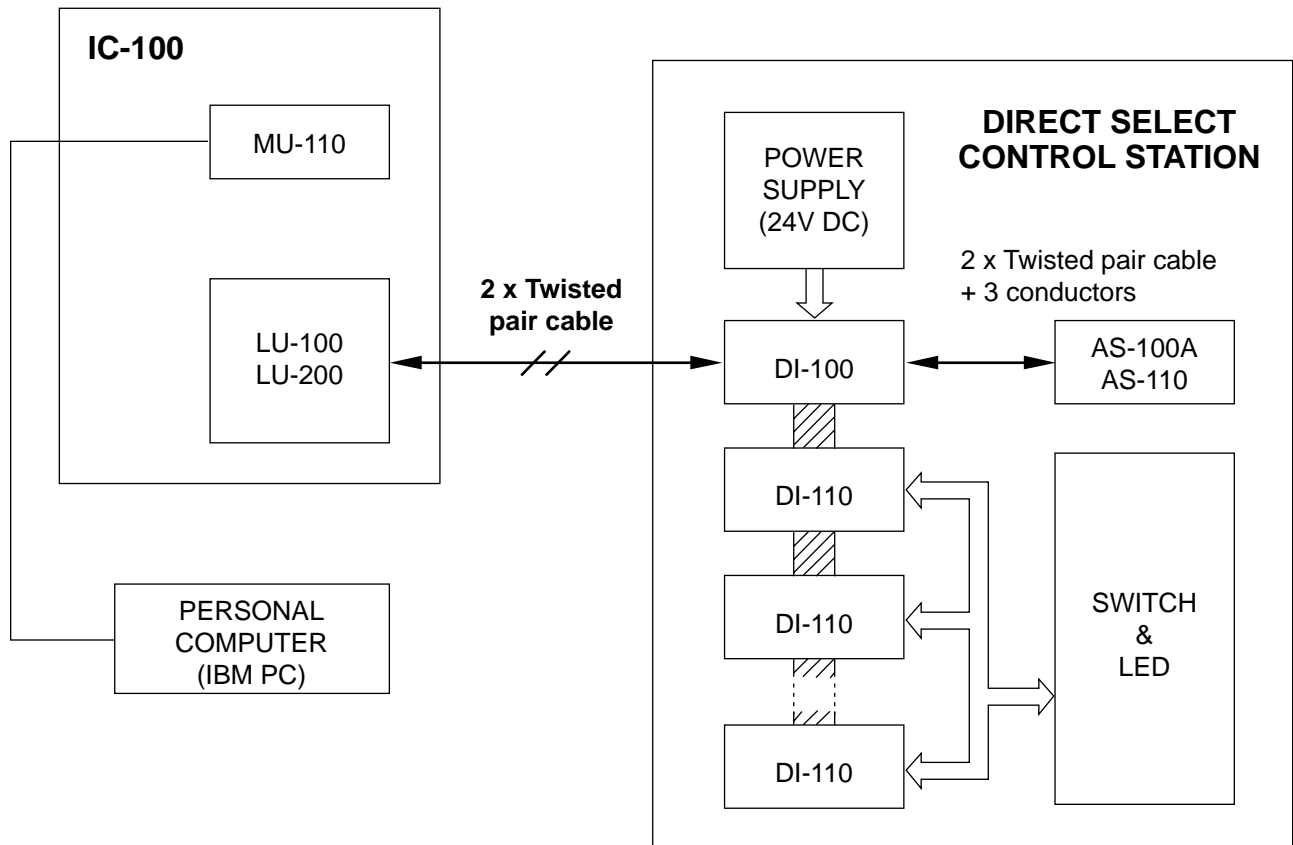 IC-100
MU-110
LU-100
LU-200
PERSONAL
COMPUTER
(IBM PC)
2 x Twisted
pair cable
DIRECT SELECT
CONTROL STATION
POWER
SUPPLY
(24V DC)
2 x Twisted pair cable
+ 3 conductors
DI-100
AS-100A
AS-110
DI-110
DI-110
DI-110
SWITCH
&
LED